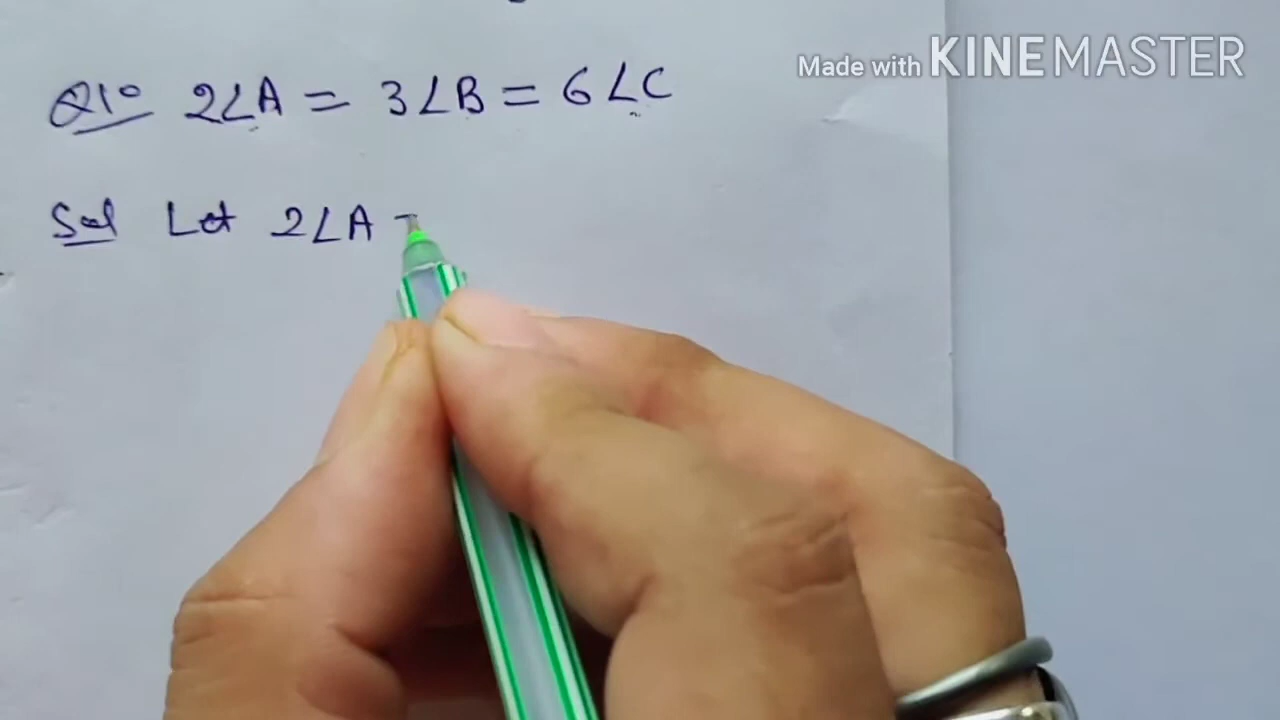 Made with KINEMASTER
Q1° 2∠A = 3∠B = 6∠C
Sol Let 2∠A =